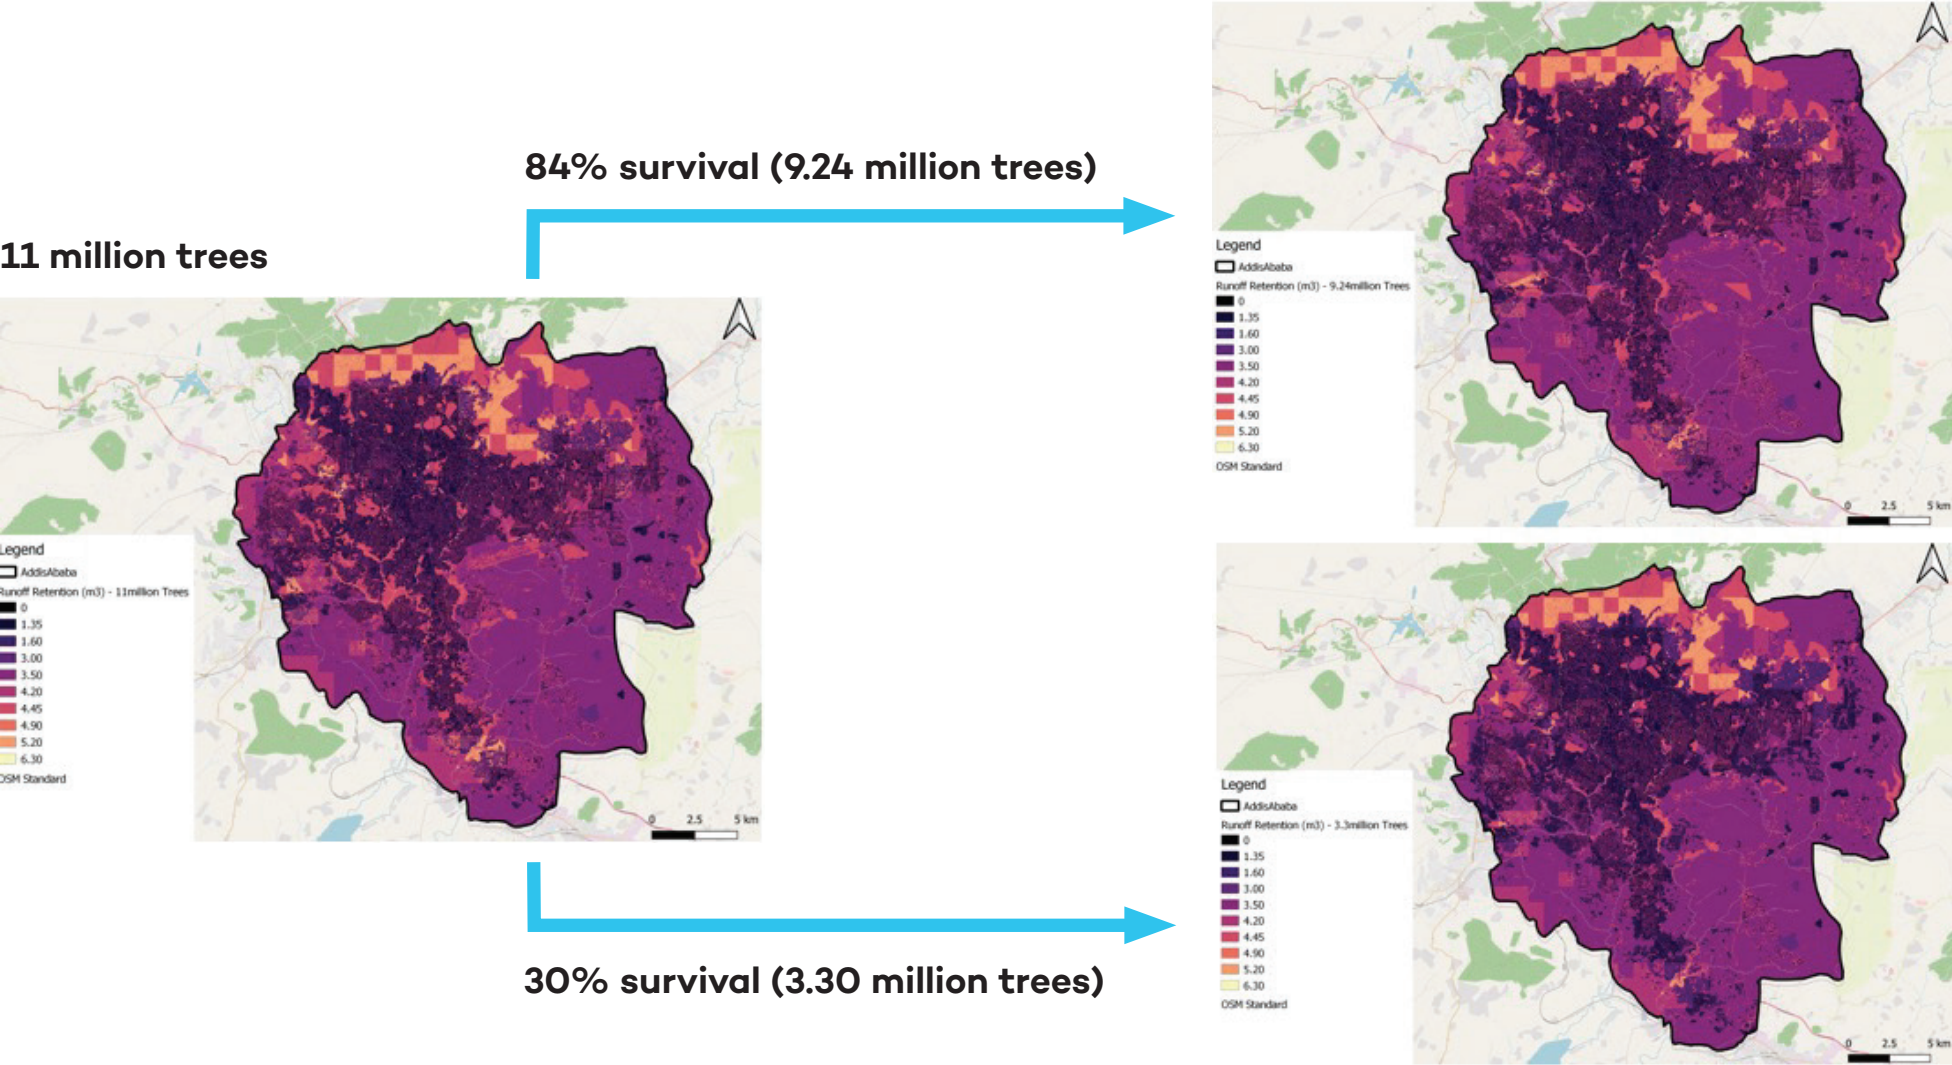 84% survival (9.24 million trees)
11 million trees
Legend
AddisAbaba
Runoff Retention (m3) - 11million Trees
0
1.35
1.60
3.00
3.50
4.20
4.45
4.90
5.20
6.30
OSM Standard
0 2.5 5 km
Legend
AddisAbaba
Runoff Retention (m3) - 9.24million Trees
0
1.35
1.60
3.00
3.50
4.20
4.45
4.90
5.20
6.30
OSM Standard
0 2.5 5 km
30% survival (3.30 million trees)
Legend
AddisAbaba
Runoff Retention (m3) - 3.3million Trees
0
1.35
1.60
3.00
3.50
4.20
4.45
4.90
5.20
6.30
OSM Standard
0 2.5 5 km